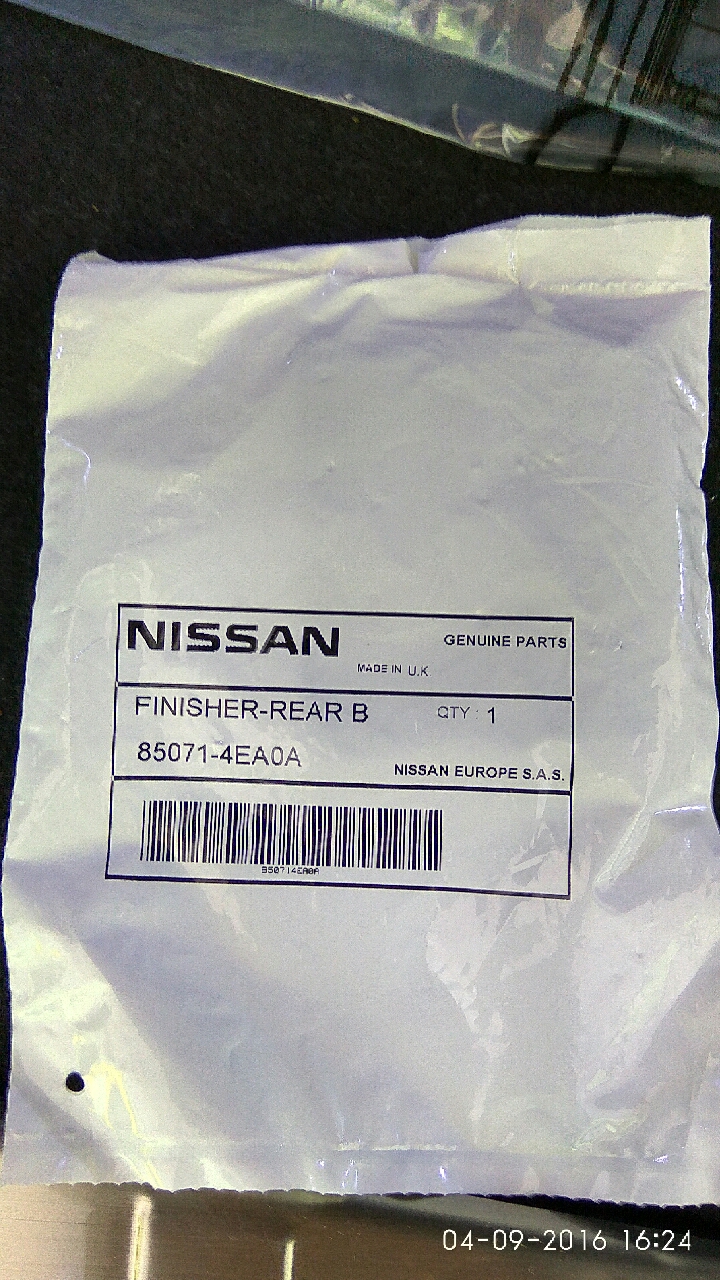 NISSAN GENUINE PARTS
MADE IN U.K
FINISHER-REAR B QTY : 1
85071-4EA0A
NISSAN EUROPE S.A.S.
850714EA0A
04-09-2016 16:24